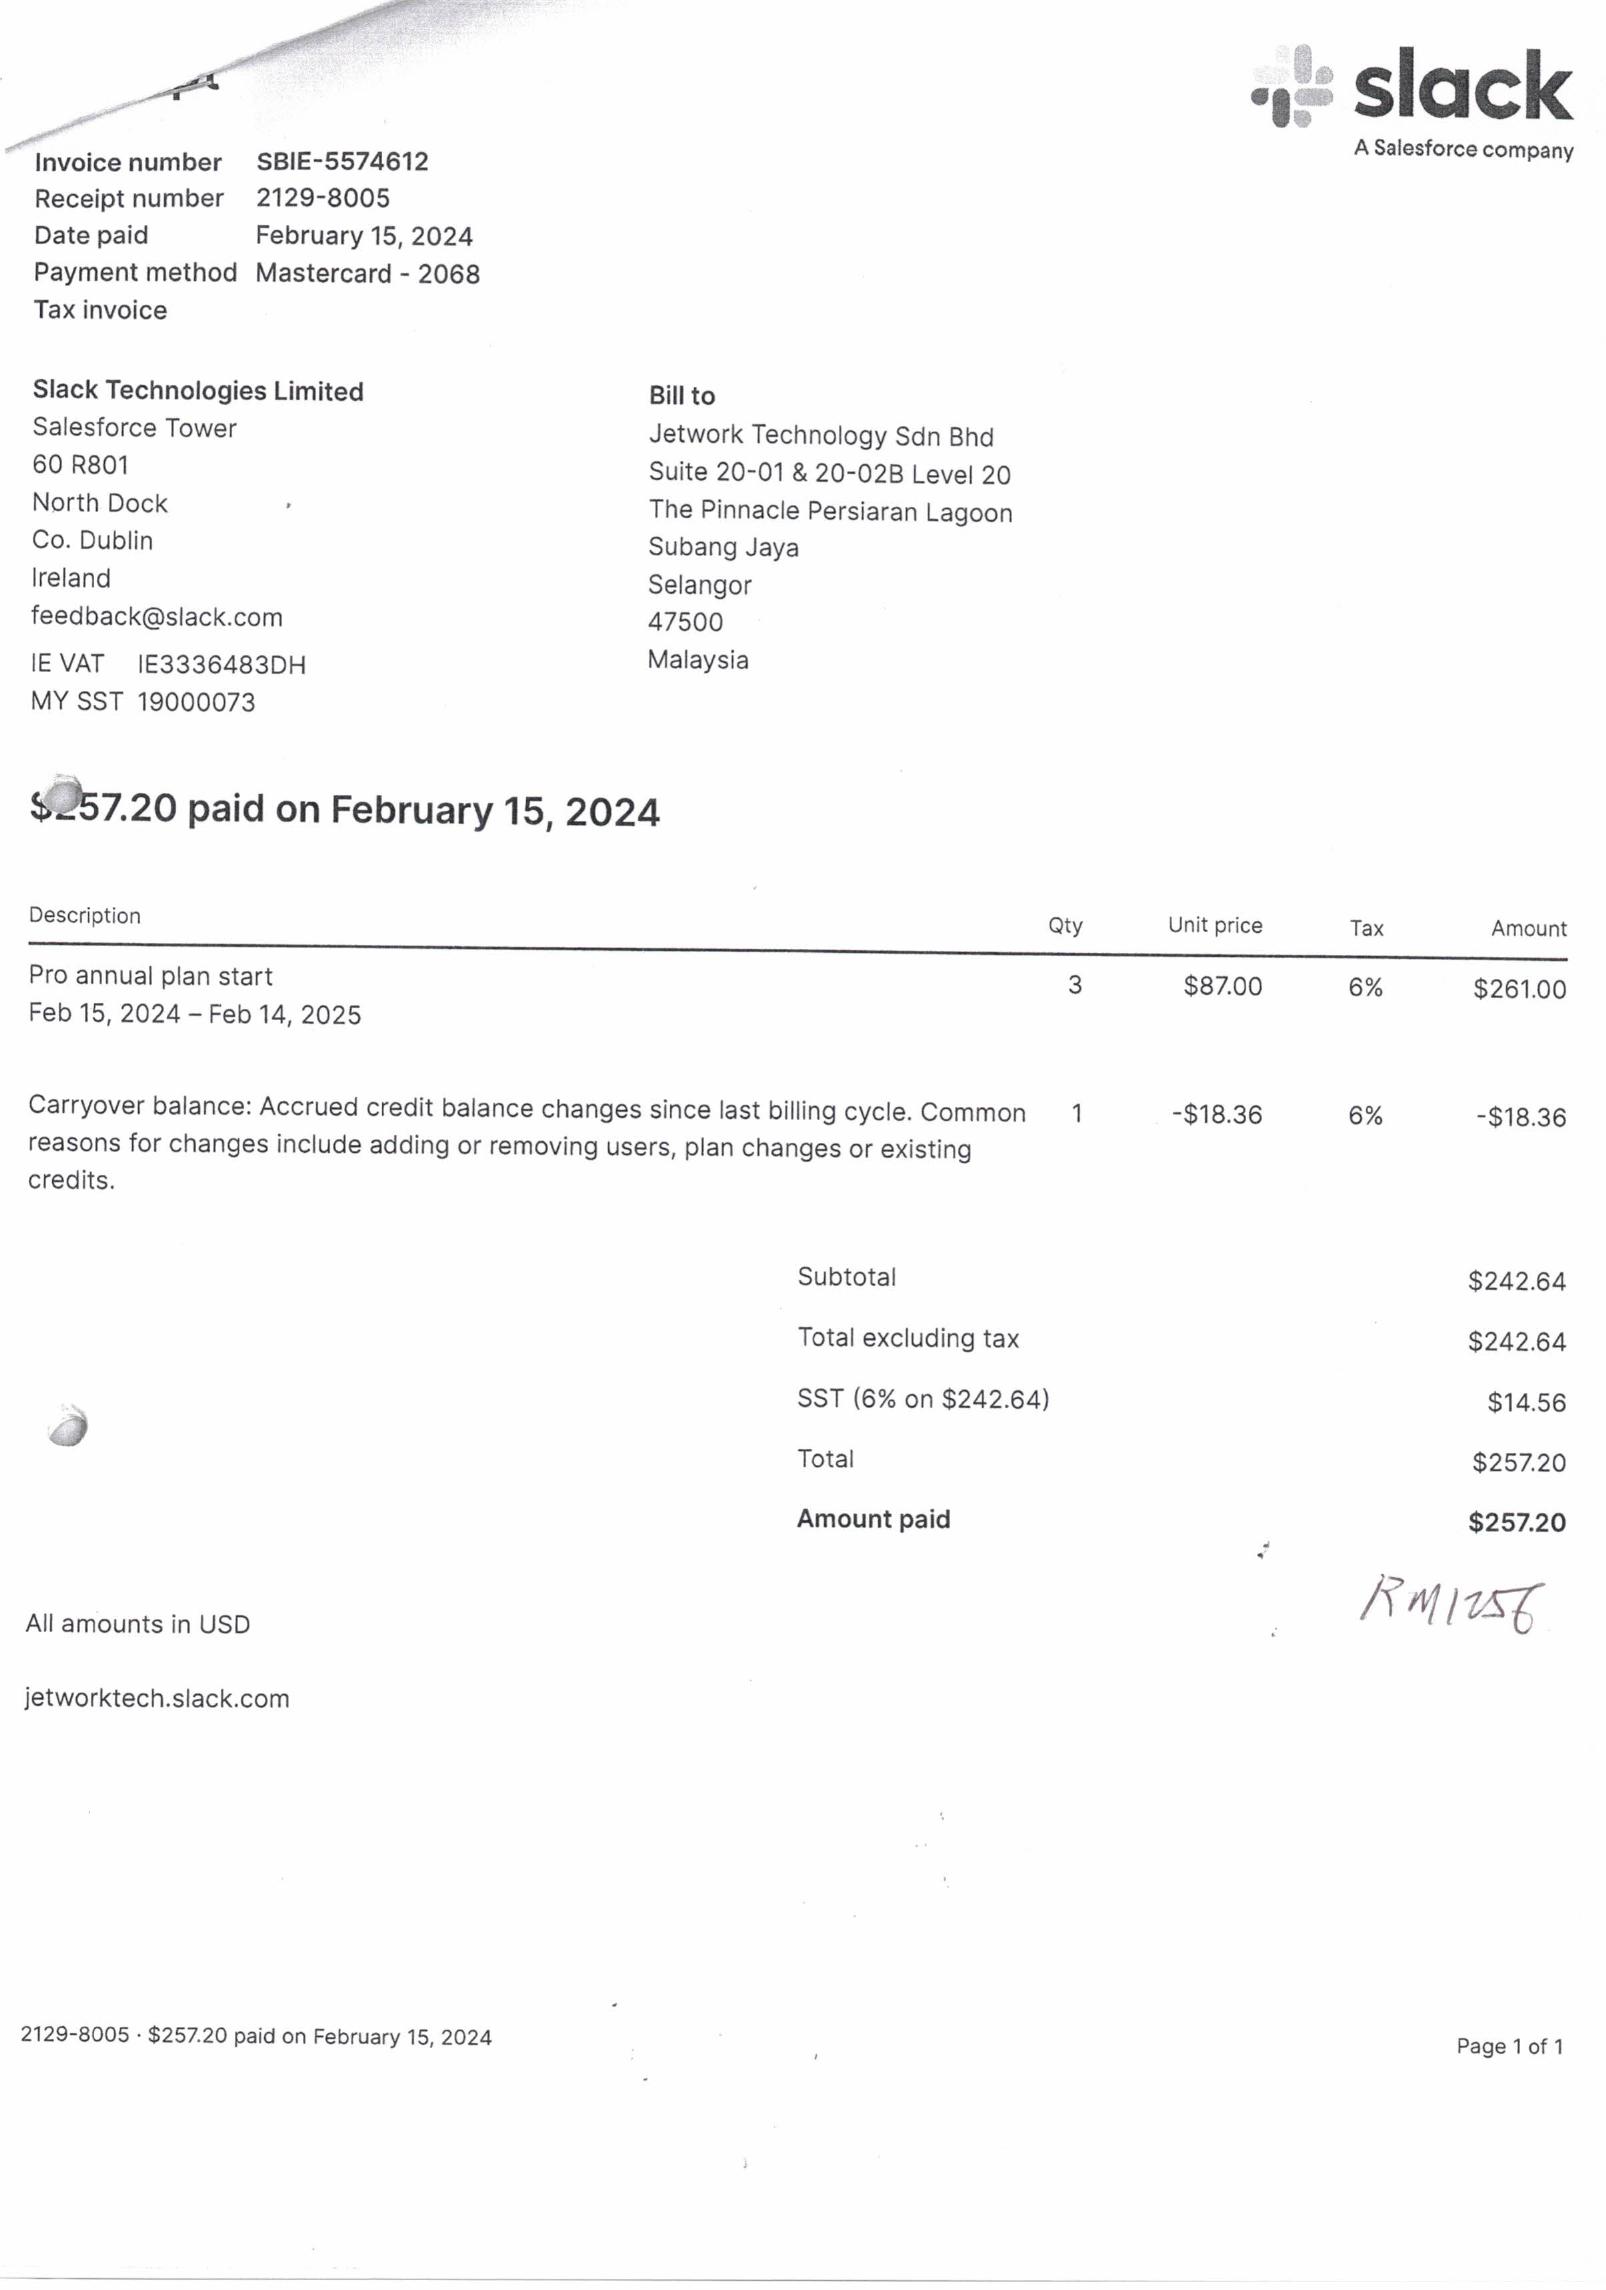 slack
A Salesforce company
Invoice number SBIE-5574612
Receipt number 2129-8005
Date paid February 15, 2024
Payment method Mastercard - 2068
Tax invoice
Slack Technologies Limited
Salesforce Tower
60 R801
North Dock
Co. Dublin
Ireland
feedback@slack.com
IE VAT IE3336483DH
MY SST 19000073
Bill to
Jetwork Technology Sdn Bhd
Suite 20-01 & 20-02B Level 20
The Pinnacle Persiaran Lagoon
Subang Jaya
Selangor
47500
Malaysia
$257.20 paid on February 15, 2024
Description Qty Unit price Tax Amount
Pro annual plan start 3 $87.00 6% $261.00
Feb 15, 2024 – Feb 14, 2025
Carryover balance: Accrued credit balance changes since last billing cycle. Common 1 -$18.36 6% -$18.36
reasons for changes include adding or removing users, plan changes or existing
credits.
Subtotal $242.64
Total excluding tax $242.64
SST (6% on $242.64) $14.56
Total $257.20
Amount paid $257.20
RM1256
All amounts in USD
jetworktech.slack.com
2129-8005 · $257.20 paid on February 15, 2024
Page 1 of 1